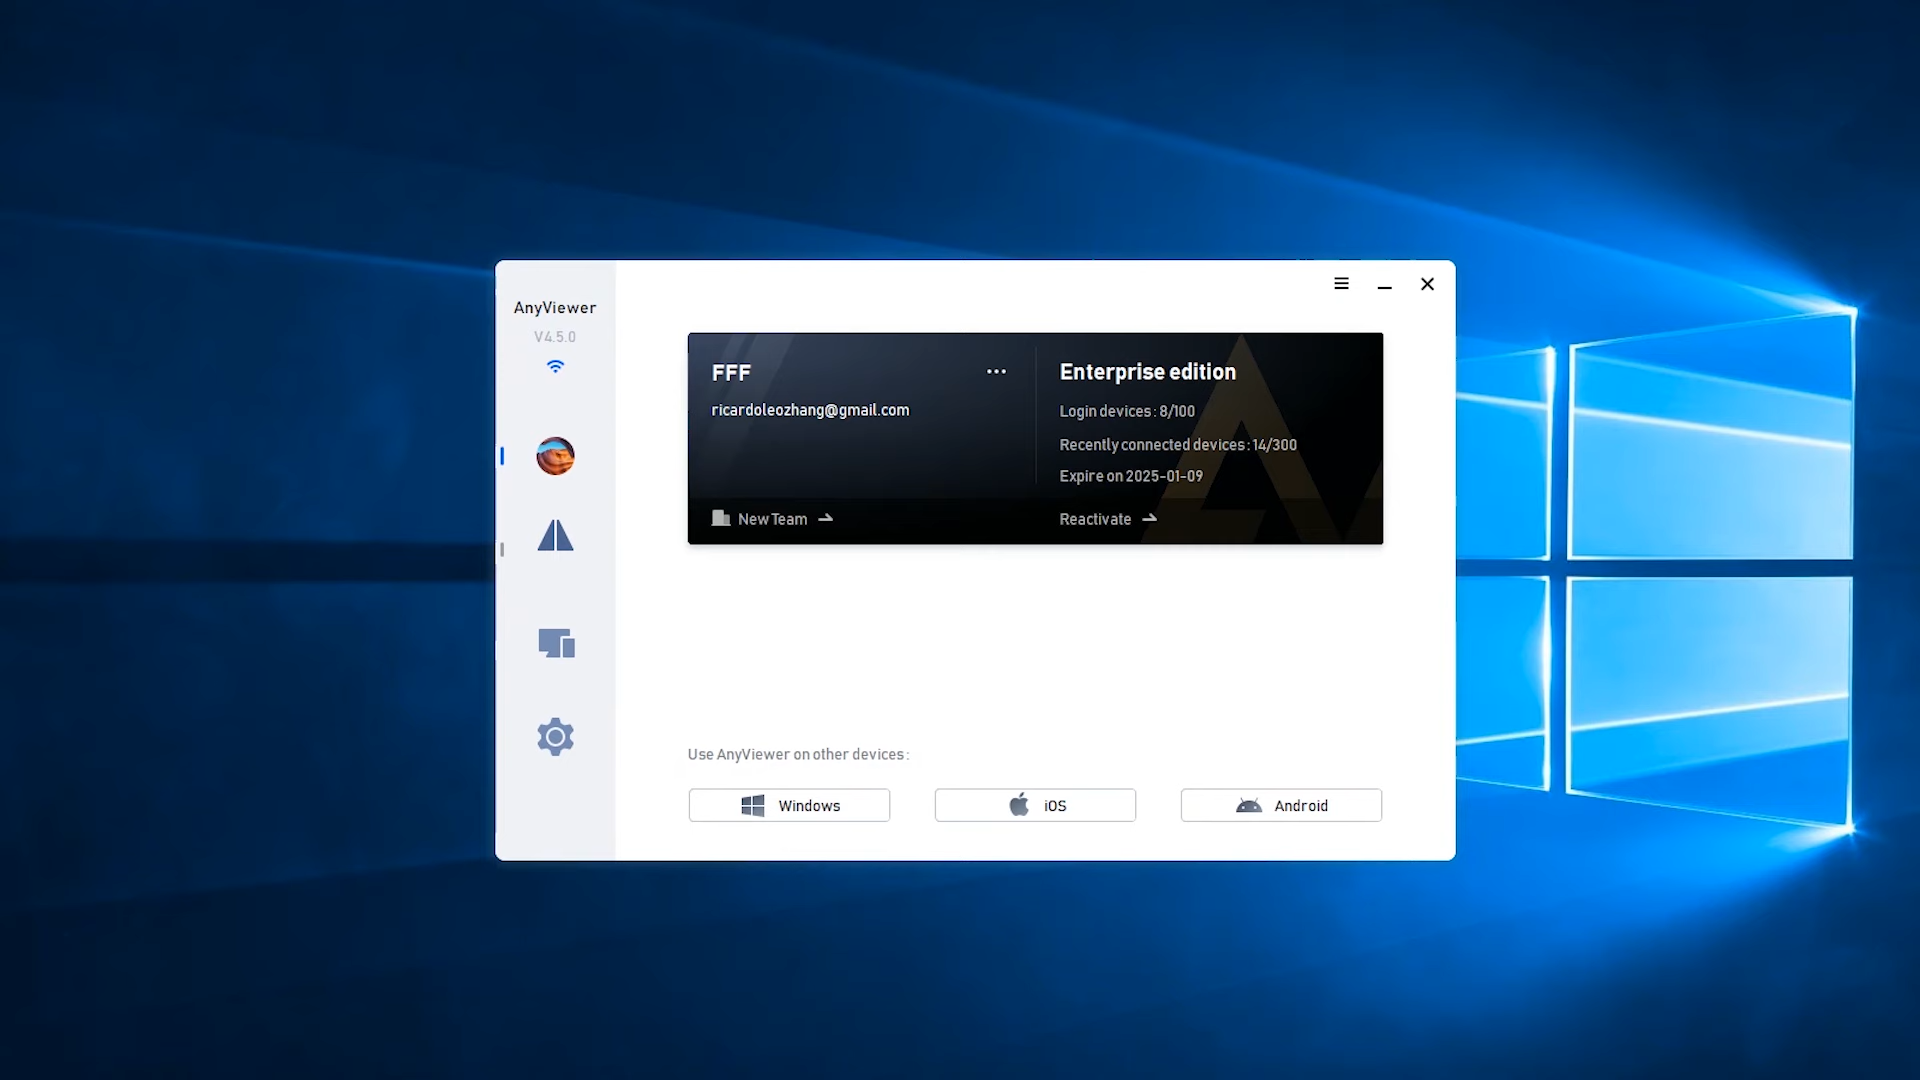 AnyViewer
V4.5.0
FFF
ricardoleozhang@gmail.com
New Team
Enterprise edition
Login devices : 8/100
Recently connected devices : 14/300
Expire on 2025-01-09
Reactivate
Use AnyViewer on other devices :
Windows
iOS
Android